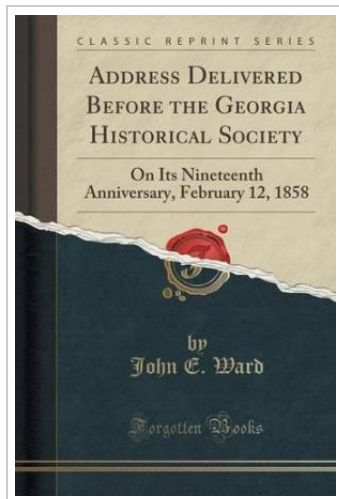 CLASSIC REPRINT SERIES
ADDRESS DELIVERED
BEFORE THE GEORGIA
HISTORICAL SOCIETY
On Its Nineteenth
Anniversary, February 12, 1858
by
John E. Ward
Forgotten Books